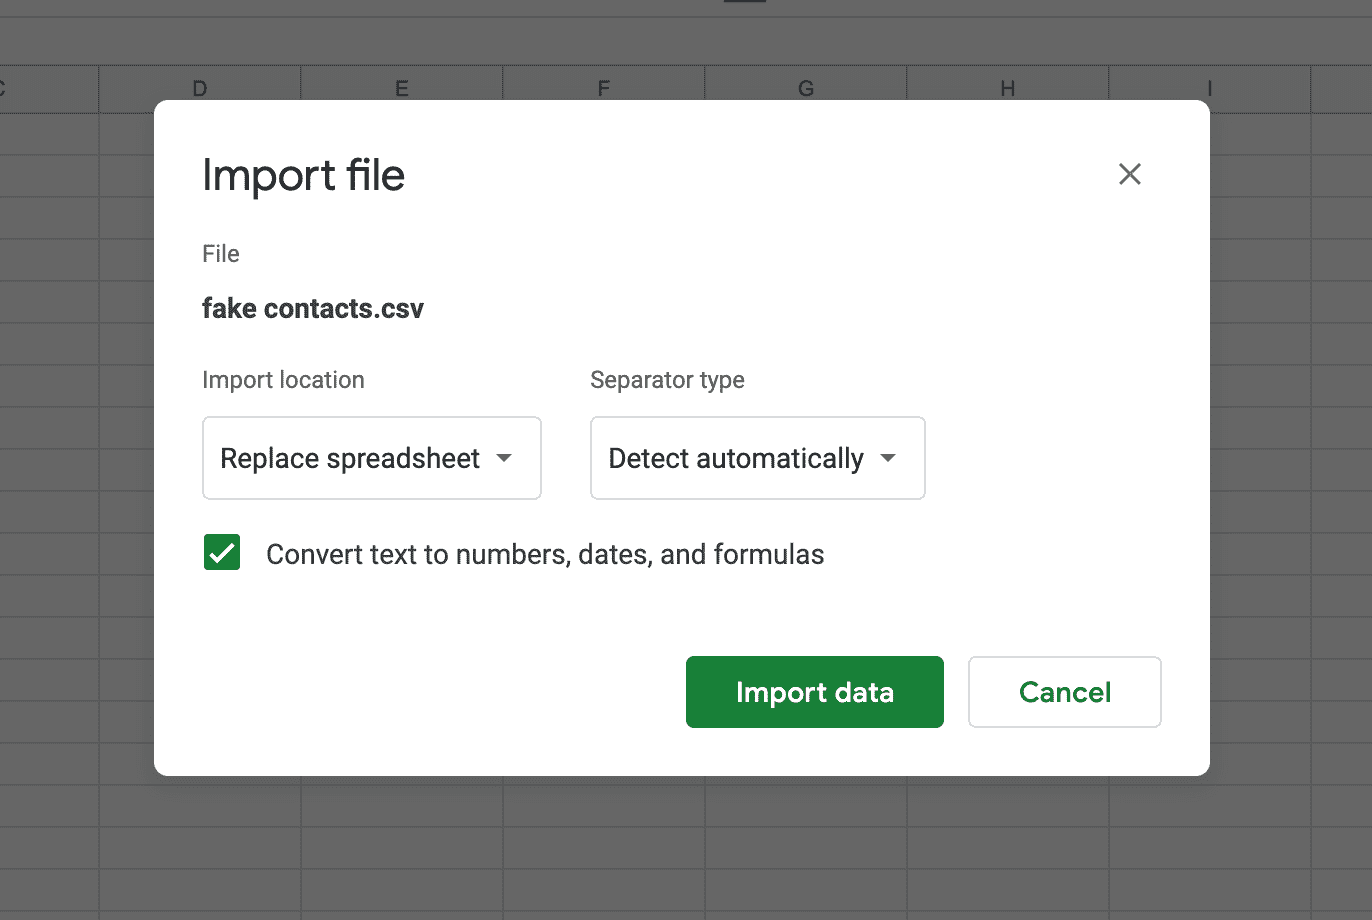 C D E F G H I
Import file
File
fake contacts.csv
Import location Separator type
Replace spreadsheet Detect automatically
Convert text to numbers, dates, and formulas
Import data Cancel